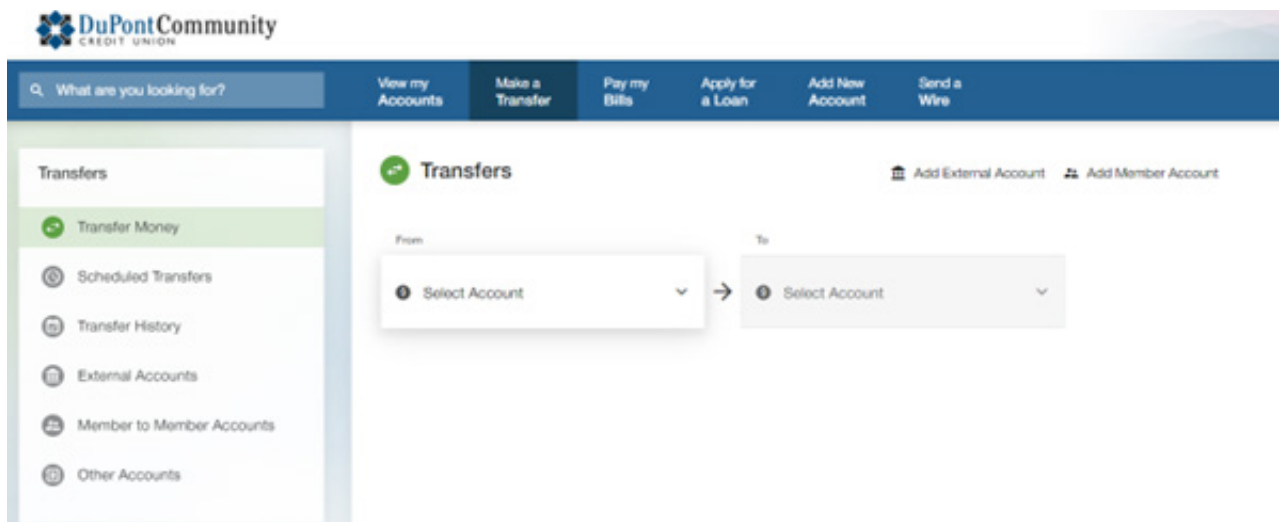 DuPont Community
CREDIT UNION
What are you looking for?
View my
Accounts
Make a
Transfer
Pay my
Bills
Apply for
a Loan
Add New
Account
Send a
Wire
Transfers
Transfer Money
Scheduled Transfers
Transfer History
External Accounts
Member to Member Accounts
Other Accounts
Transfers
Add External Account
Add Member Account
From
Select Account
To
Select Account